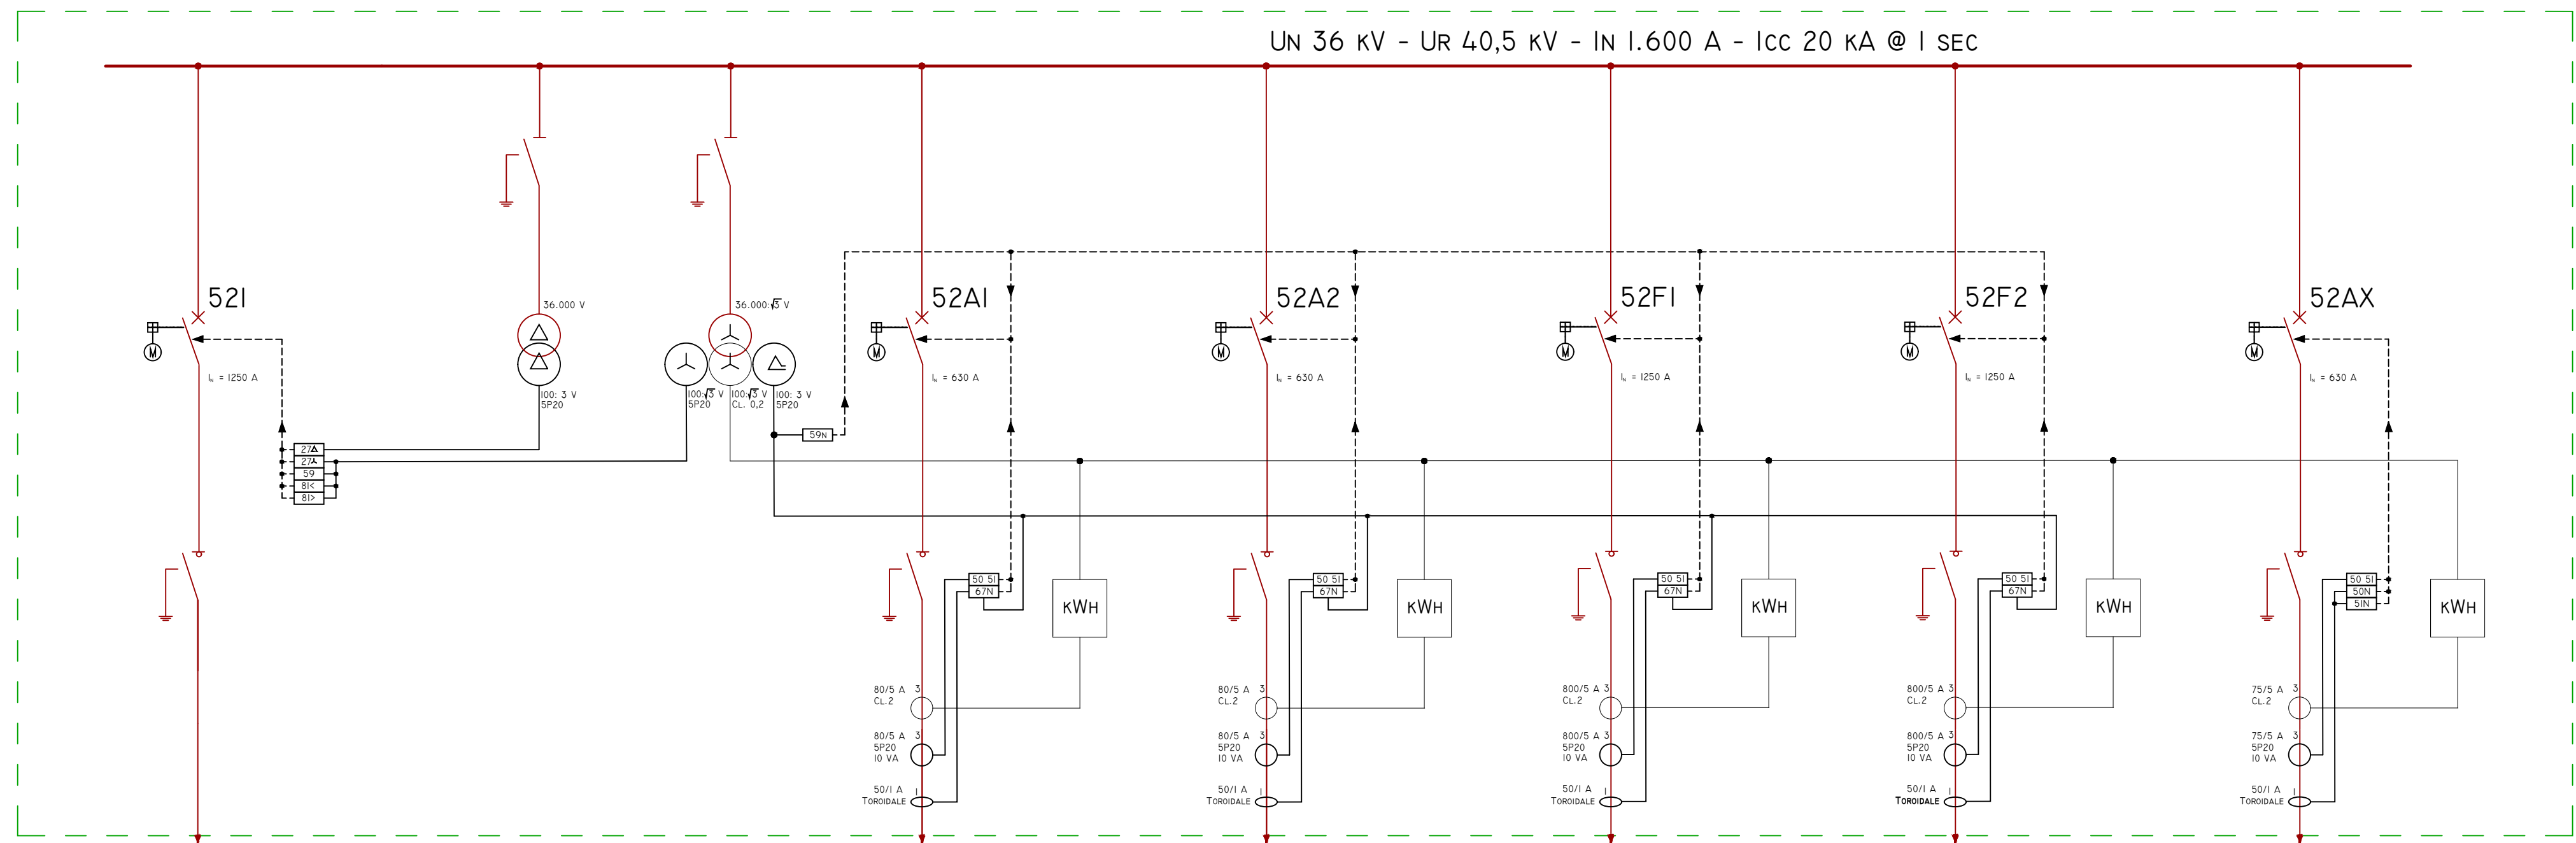 UN 36 KV - UR 40,5 KV - IN 1.600 A - ICC 20 KA @ 1 SEC
52I
M
IN = 1250 A
27Δ
27
59
81<
81>
36.000 V
100: 3 V
5P20
36.000:√3 V
100:√3 V
5P20
100:√3 V
CL. 0,2
100: 3 V
5P20
59N
52A1
M
IN = 630 A
50 51
67N
KWH
80/5 A 3
CL.2
80/5 A 3
5P20
10 VA
50/1 A 1
TOROIDALE
52A2
M
IN = 630 A
50 51
67N
KWH
80/5 A 3
CL.2
80/5 A 3
5P20
10 VA
50/1 A 1
TOROIDALE
52F1
M
IN = 1250 A
50 51
67N
KWH
800/5 A 3
CL.2
800/5 A 3
5P20
10 VA
50/1 A 1
TOROIDALE
52F2
M
IN = 1250 A
50 51
67N
KWH
800/5 A 3
CL.2
800/5 A 3
5P20
10 VA
50/1 A 1
TOROIDALE
52AX
M
IN = 630 A
50 51
50N
51N
KWH
75/5 A 3
CL.2
75/5 A 3
5P20
10 VA
50/1 A 1
TOROIDALE